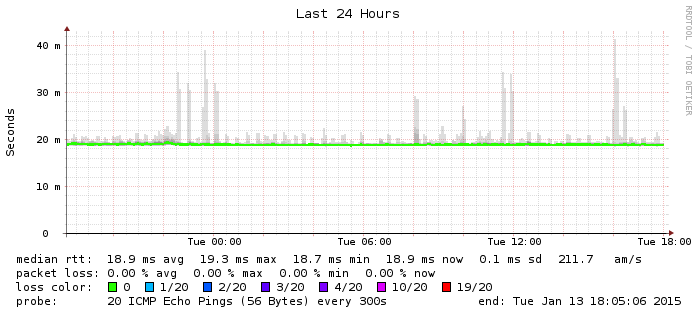 Last 24 Hours
RRDTOOL / TOBI OETIKER
Seconds
40 m
30 m
20 m
10 m
0
Tue 00:00 Tue 06:00 Tue 12:00 Tue 18:00
median rtt: 18.9 ms avg 19.3 ms max 18.7 ms min 18.9 ms now 0.1 ms sd 211.7 am/s
packet loss: 0.00 % avg 0.00 % max 0.00 % min 0.00 % now
loss color: 0 1/20 2/20 3/20 4/20 10/20 19/20
probe: 20 ICMP Echo Pings (56 Bytes) every 300s end: Tue Jan 13 18:05:06 2015